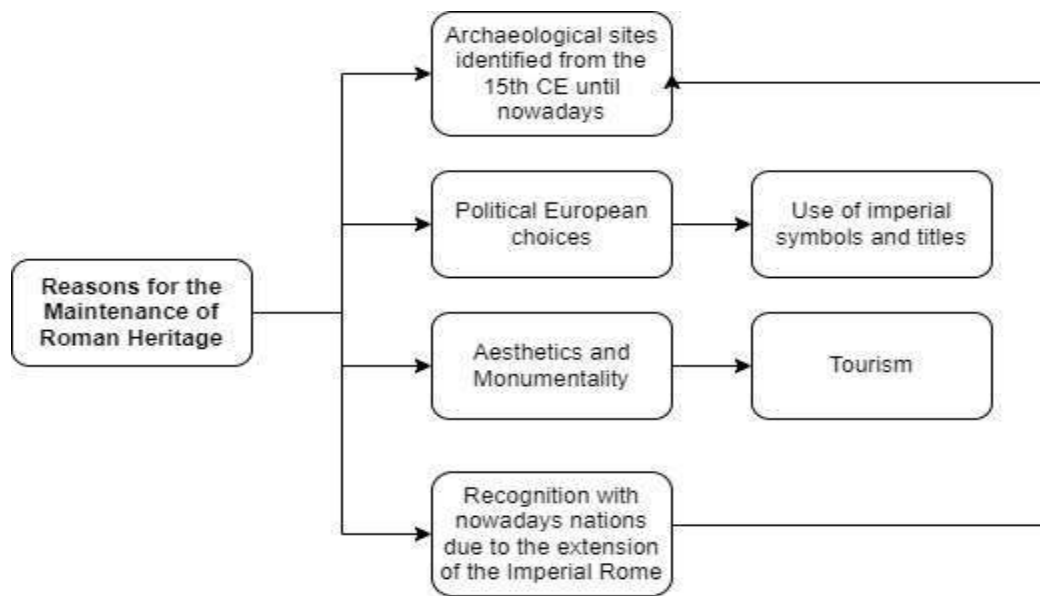 Archaeological sites
identified from the
15th CE until
nowadays
Political European
choices
Use of imperial
symbols and titles
Reasons for the
Maintenance of
Roman Heritage
Aesthetics and
Monumentality
Tourism
Recognition with
nowadays nations
due to the extension
of the Imperial Rome